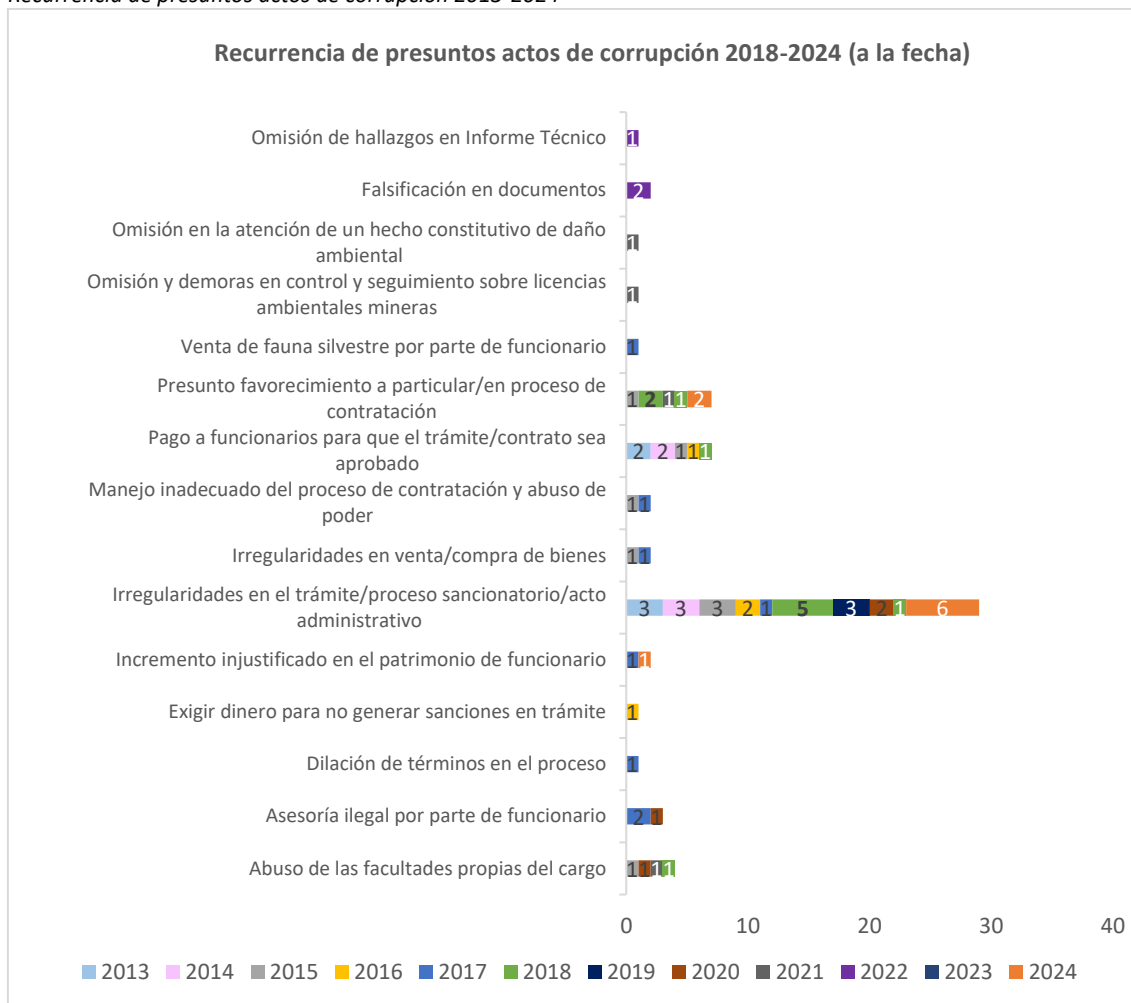 Recurrencia de presuntos actos de corrupción 2018-2024 (a la fecha)
Omisión de hallazgos en Informe Técnico
1
Falsificación en documentos
2
Omisión en la atención de un hecho constitutivo de daño
ambiental
1
Omisión y demoras en control y seguimiento sobre licencias
ambientales mineras
1
Venta de fauna silvestre por parte de funcionario
1
Presunto favorecimiento a particular/en proceso de
contratación
1 2 1 1 2
Pago a funcionarios para que el trámite/contrato sea
aprobado
2 2 1 1 1
Manejo inadecuado del proceso de contratación y abuso de
poder
1 1
Irregularidades en venta/compra de bienes
1 1
Irregularidades en el trámite/proceso sancionatorio/acto
administrativo
3 3 3 2 1 5 3 2 1 6
Incremento injustificado en el patrimonio de funcionario
1 1
Exigir dinero para no generar sanciones en trámite
1
Dilación de términos en el proceso
1
Asesoría ilegal por parte de funcionario
2 1
Abuso de las facultades propias del cargo
1 1 1 1
0 10 20 30 40
2013 2014 2015 2016 2017 2018 2019 2020 2021 2022 2023 2024